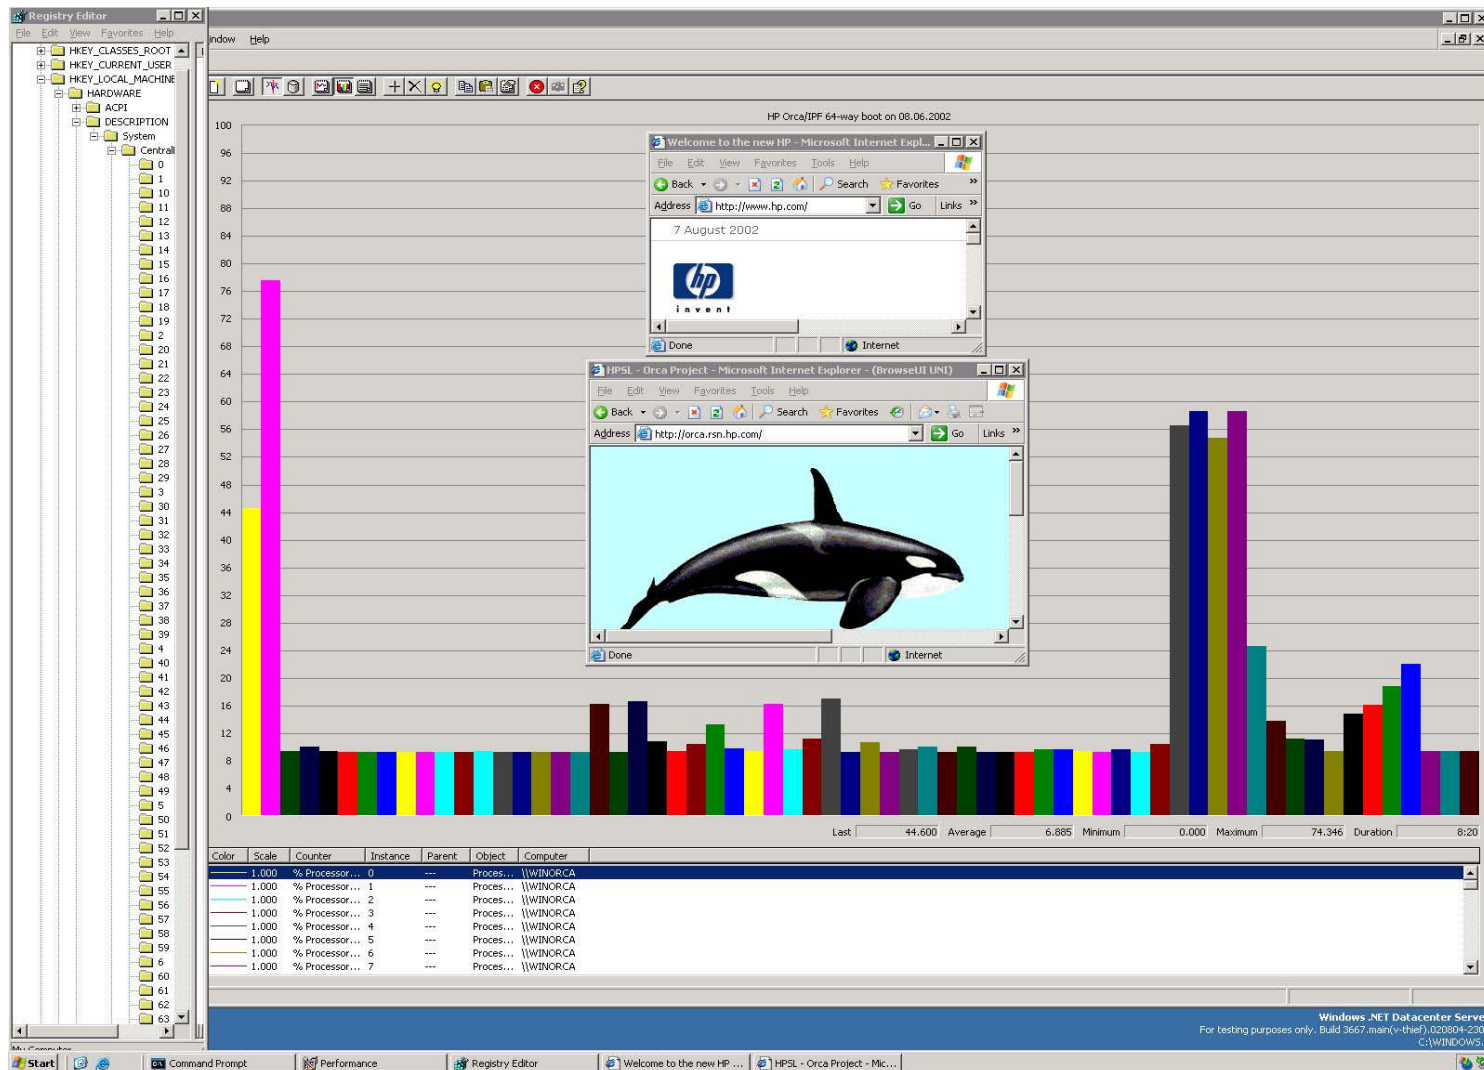 Registry Editor
File Edit View Favorites Help
HKEY_CLASSES_ROOT
HKEY_CURRENT_USER
HKEY_LOCAL_MACHINE
HARDWARE
ACPI
DESCRIPTION
System
Central
0
1
10
11
12
13
14
15
16
17
18
19
2
20
21
22
23
24
25
26
27
28
29
3
30
31
32
33
34
35
36
37
38
39
4
40
41
42
43
44
45
46
47
48
49
5
50
51
52
53
54
55
56
57
58
59
6
60
61
62
63
My Computer
indow Help
HP Orca/IPF 64-way boot on 08.06.2002
100
96
92
88
84
80
76
72
68
64
60
56
52
48
44
40
36
32
28
24
20
16
12
8
4
0
Welcome to the new HP - Microsoft Internet Expl...
File Edit View Favorites Tools Help
Back Search Favorites »
Address http://www.hp.com/ Go Links »
7 August 2002
hp
invent
Done Internet
HPSL - Orca Project - Microsoft Internet Explorer - (BrowseUI UNI)
File Edit View Favorites Tools Help
Back Search Favorites
Address http://orca.rsn.hp.com/ Go Links »
Done Internet
Last 44.600 Average 6.885 Minimum 0.000 Maximum 74.346 Duration 8:20
Color Scale Counter Instance Parent Object Computer
1.000 % Processor... 0 --- Proces... \\WINORCA
1.000 % Processor... 1 --- Proces... \\WINORCA
1.000 % Processor... 2 --- Proces... \\WINORCA
1.000 % Processor... 3 --- Proces... \\WINORCA
1.000 % Processor... 4 --- Proces... \\WINORCA
1.000 % Processor... 5 --- Proces... \\WINORCA
1.000 % Processor... 6 --- Proces... \\WINORCA
1.000 % Processor... 7 --- Proces... \\WINORCA
Windows .NET Datacenter Serve
For testing purposes only. Build 3667.main(v-thief).020804-230
C:\WINDOWS.
Start Command Prompt Performance Registry Editor Welcome to the new HP ... HPSL - Orca Project - Mic...